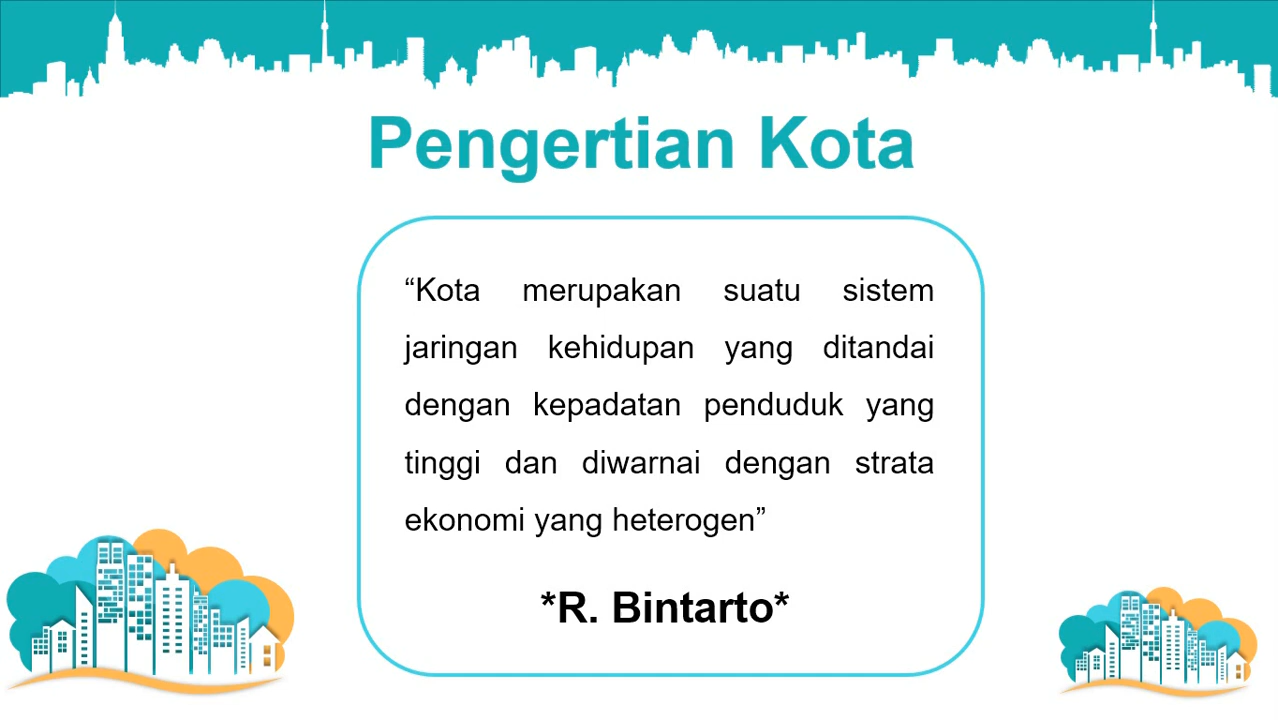 Pengertian Kota
“Kota merupakan suatu sistem
jaringan kehidupan yang ditandai
dengan kepadatan penduduk yang
tinggi dan diwarnai dengan strata
ekonomi yang heterogen”
*R. Bintarto*